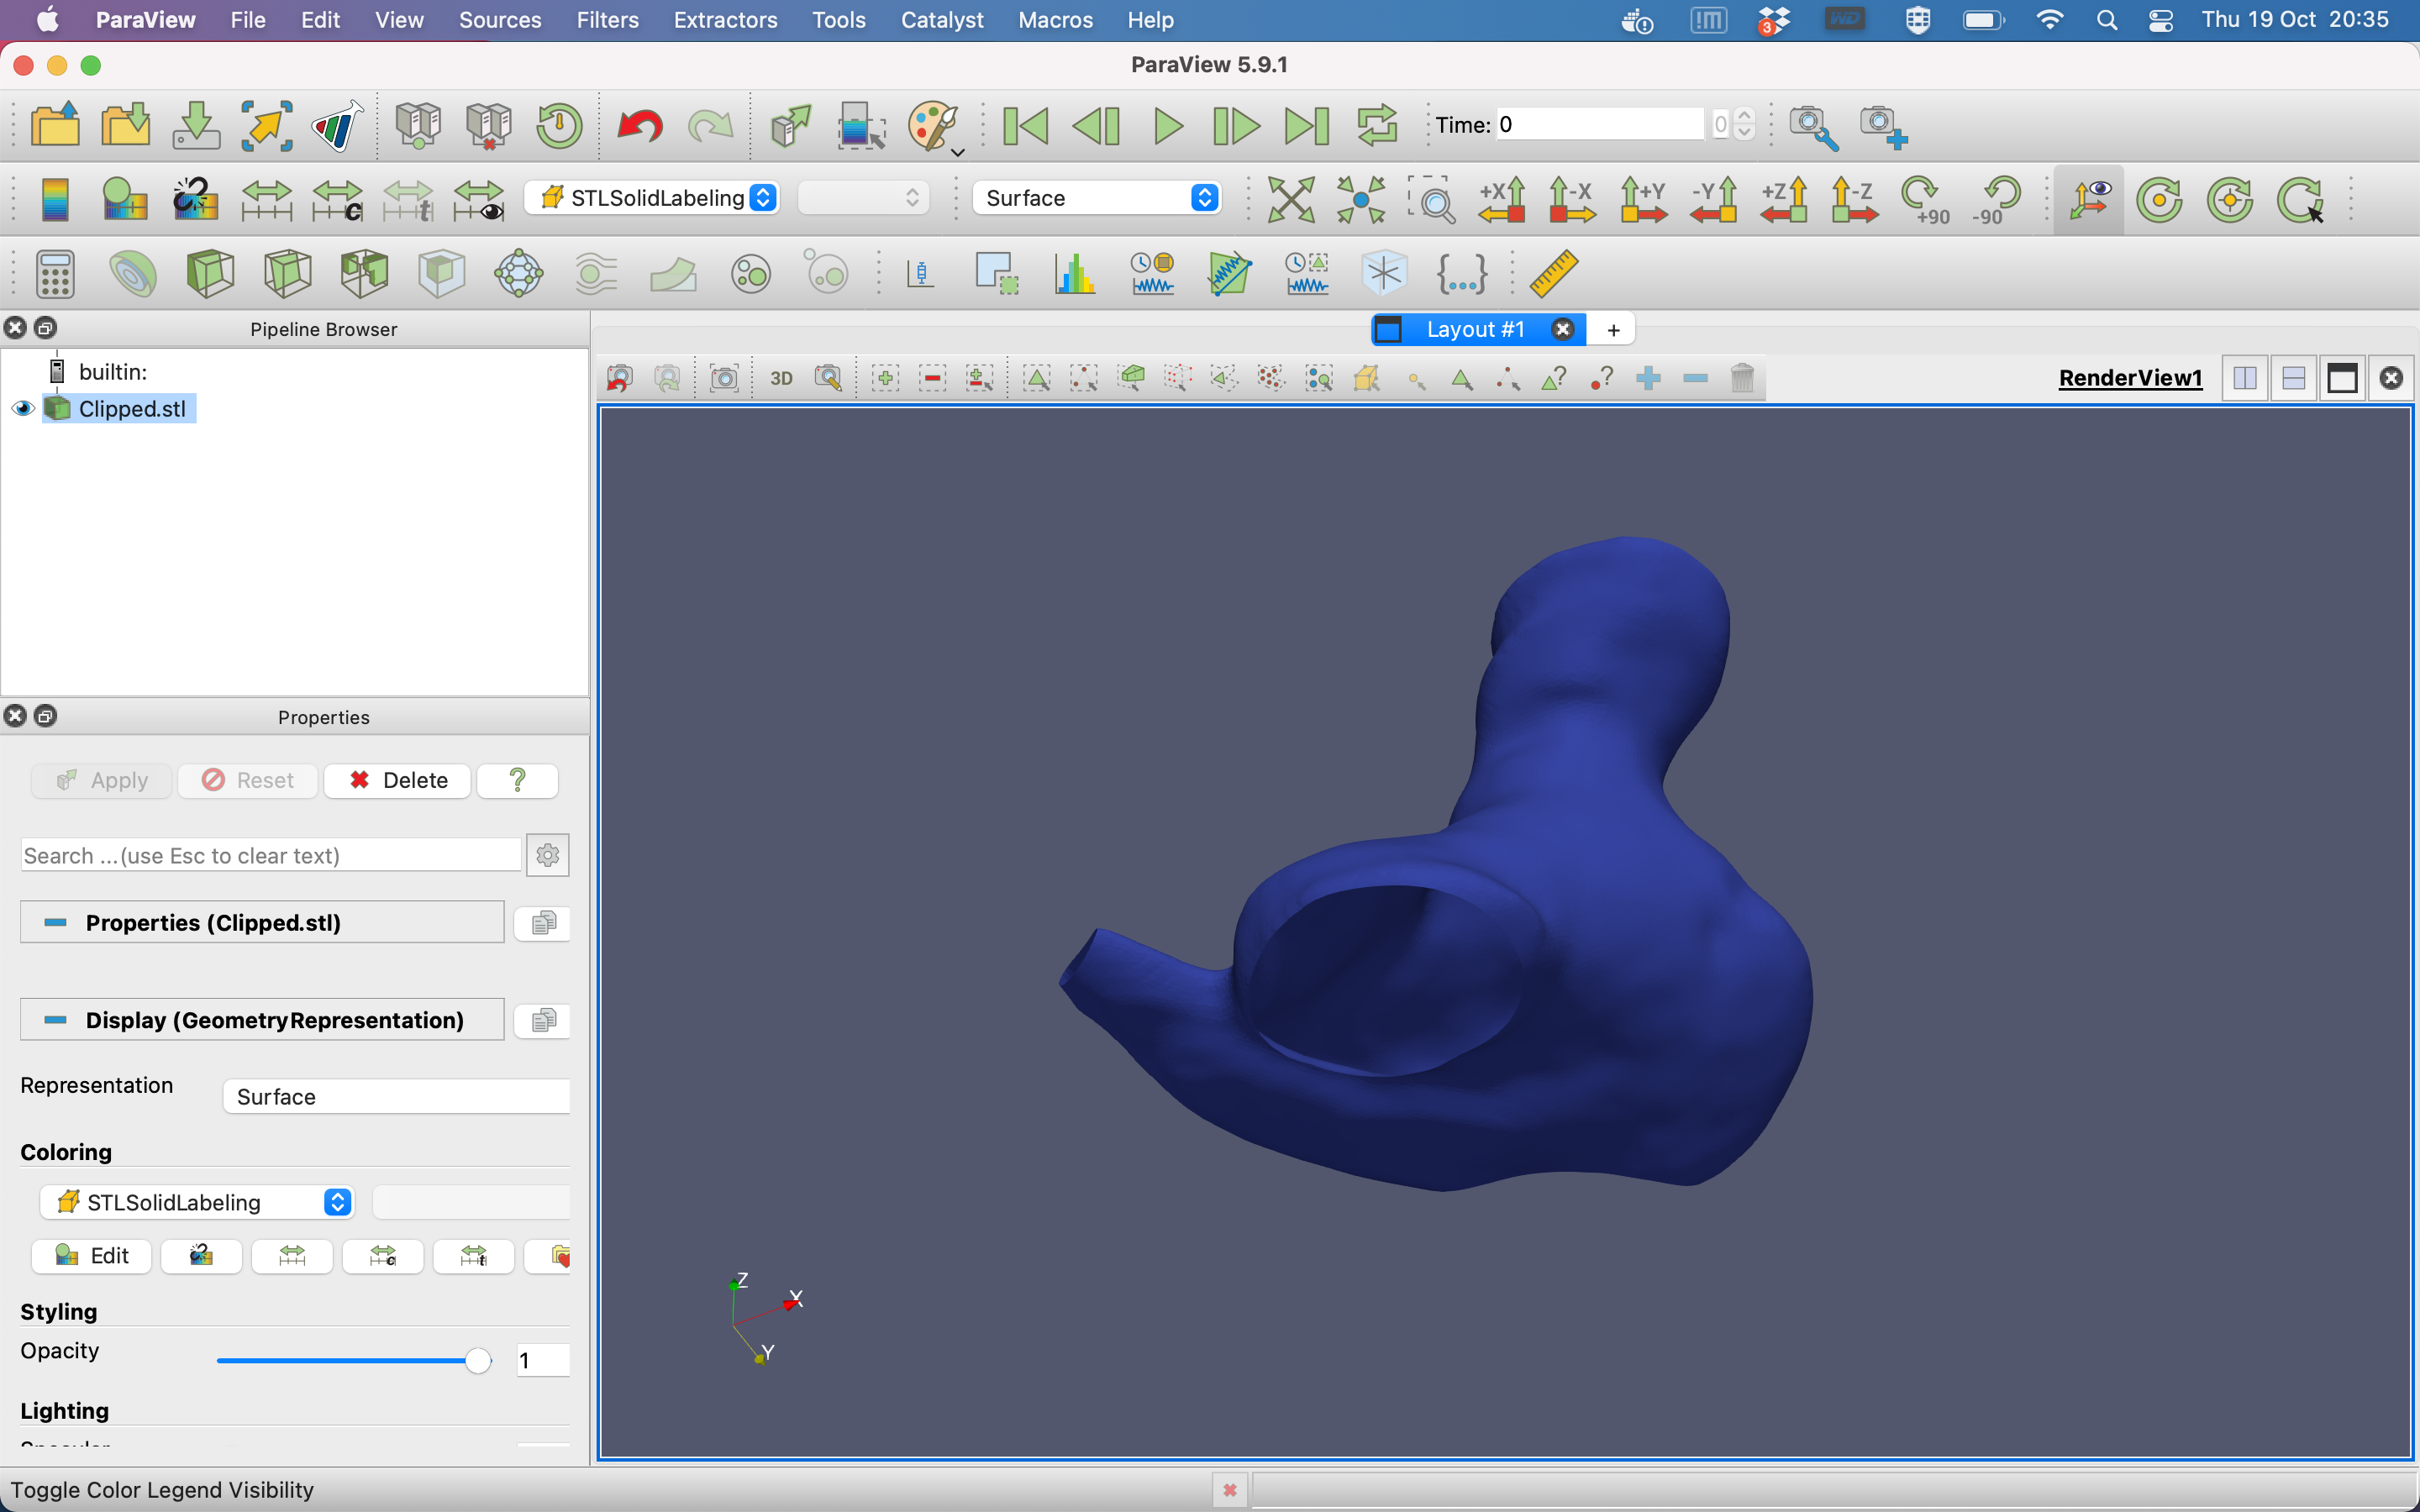 ParaView File Edit View Sources Filters Extractors Tools Catalyst Macros Help
3 WD Thu 19 Oct 20:35
ParaView 5.9.1
Time: 0 0
c t STLSolidLabeling Surface +X -X +Y -Y +Z -Z +90 -90
{...}
Pipeline Browser
Layout #1 +
builtin:
3D RenderView1
Clipped.stl
Properties
Apply Reset Delete ?
Search ...(use Esc to clear text)
Properties (Clipped.stl)
Display (GeometryRepresentation)
Representation Surface
Coloring
STLSolidLabeling
Edit c t
Styling
Opacity 1
Lighting
Z
X
Y
Toggle Color Legend Visibility